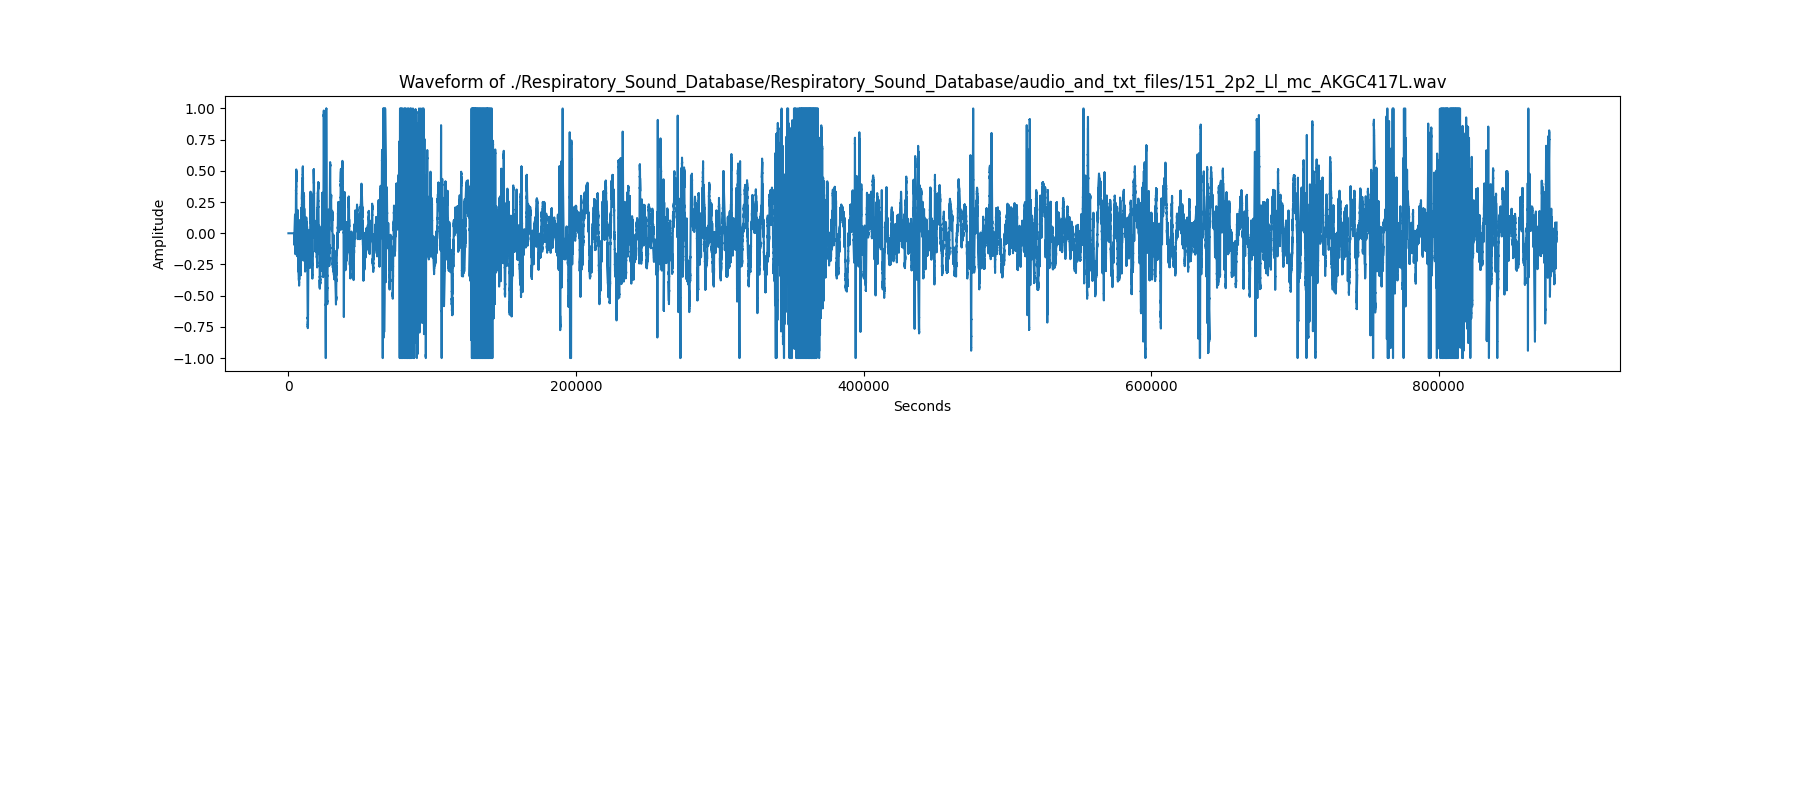 Waveform of ./Respiratory_Sound_Database/Respiratory_Sound_Database/audio_and_txt_files/151_2p2_Ll_mc_AKGC417L.wav
1.00
0.75
0.50
0.25
0.00
−0.25
−0.50
−0.75
−1.00
Amplitude
0 200000 400000 600000 800000
Seconds